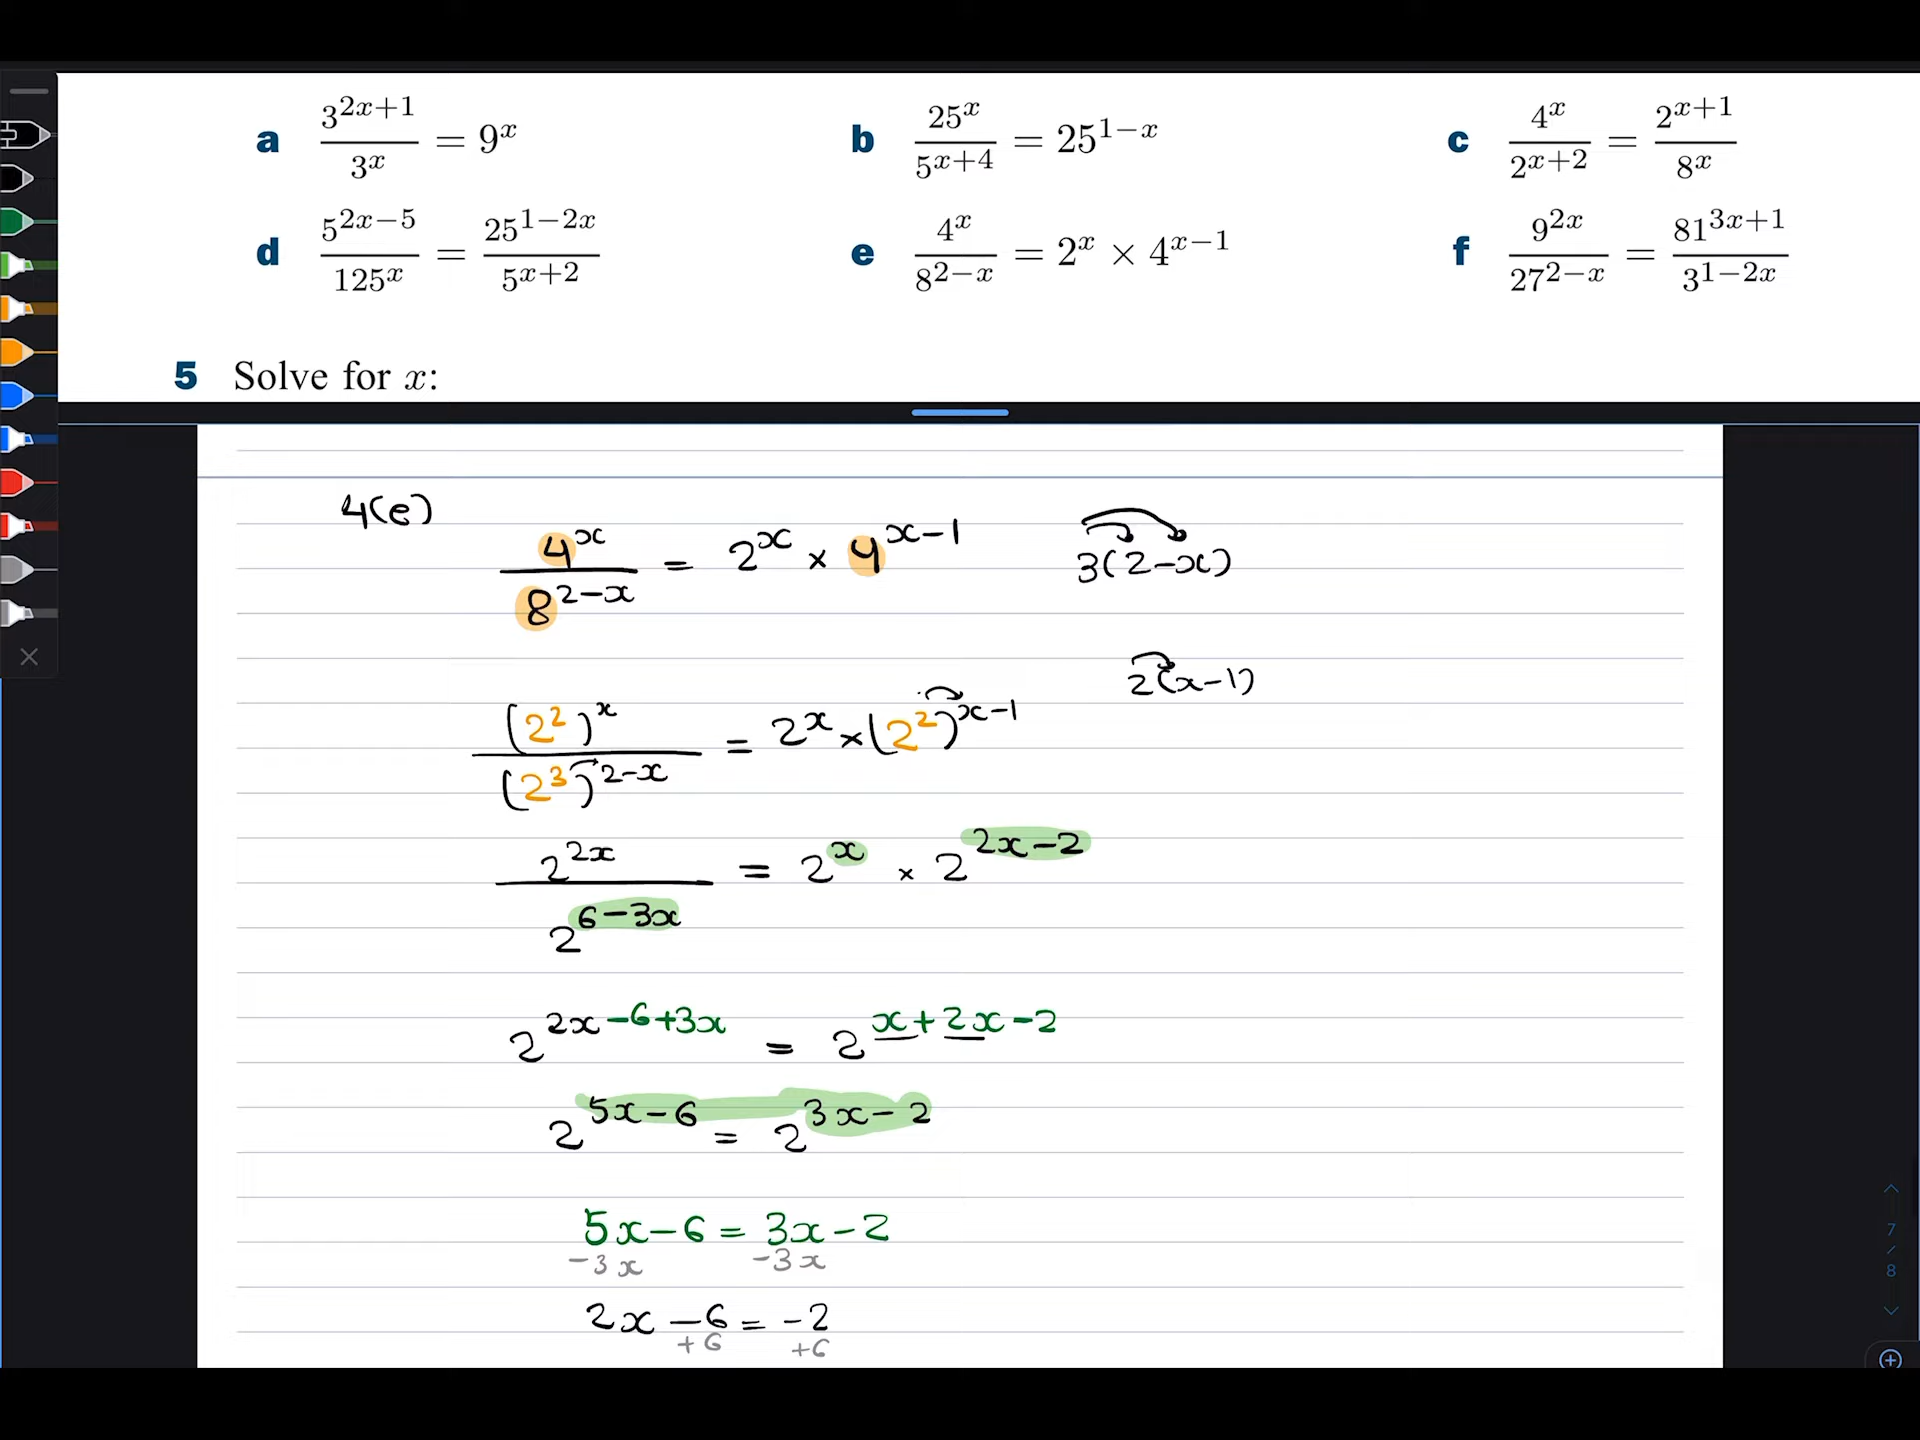 a 3^{2x+1}/3^x = 9^x b 25^x/5^{x+4} = 25^{1−x} c 4^x/2^{x+2} = 2^{x+1}/8^x
d 5^{2x−5}/125^x = 25^{1−2x}/5^{x+2} e 4^x/8^{2−x} = 2^x × 4^{x−1} f 9^{2x}/27^{2−x} = 81^{3x+1}/3^{1−2x}
5 Solve for x:
4(e)
4^x/8^{2−x} = 2^x × 4^{x−1} 3(2−x)
2(x−1)
(2^2)^x/(2^3)^{2−x} = 2^x × (2^2)^{x−1}
2^{2x}/2^{6−3x} = 2^x × 2^{2x−2}
2^{2x−6+3x} = 2^{x+2x−2}
2^{5x−6} = 2^{3x−2}
5x−6 = 3x−2
−3x −3x
2x −6 = −2
+6 +6
7
/
8